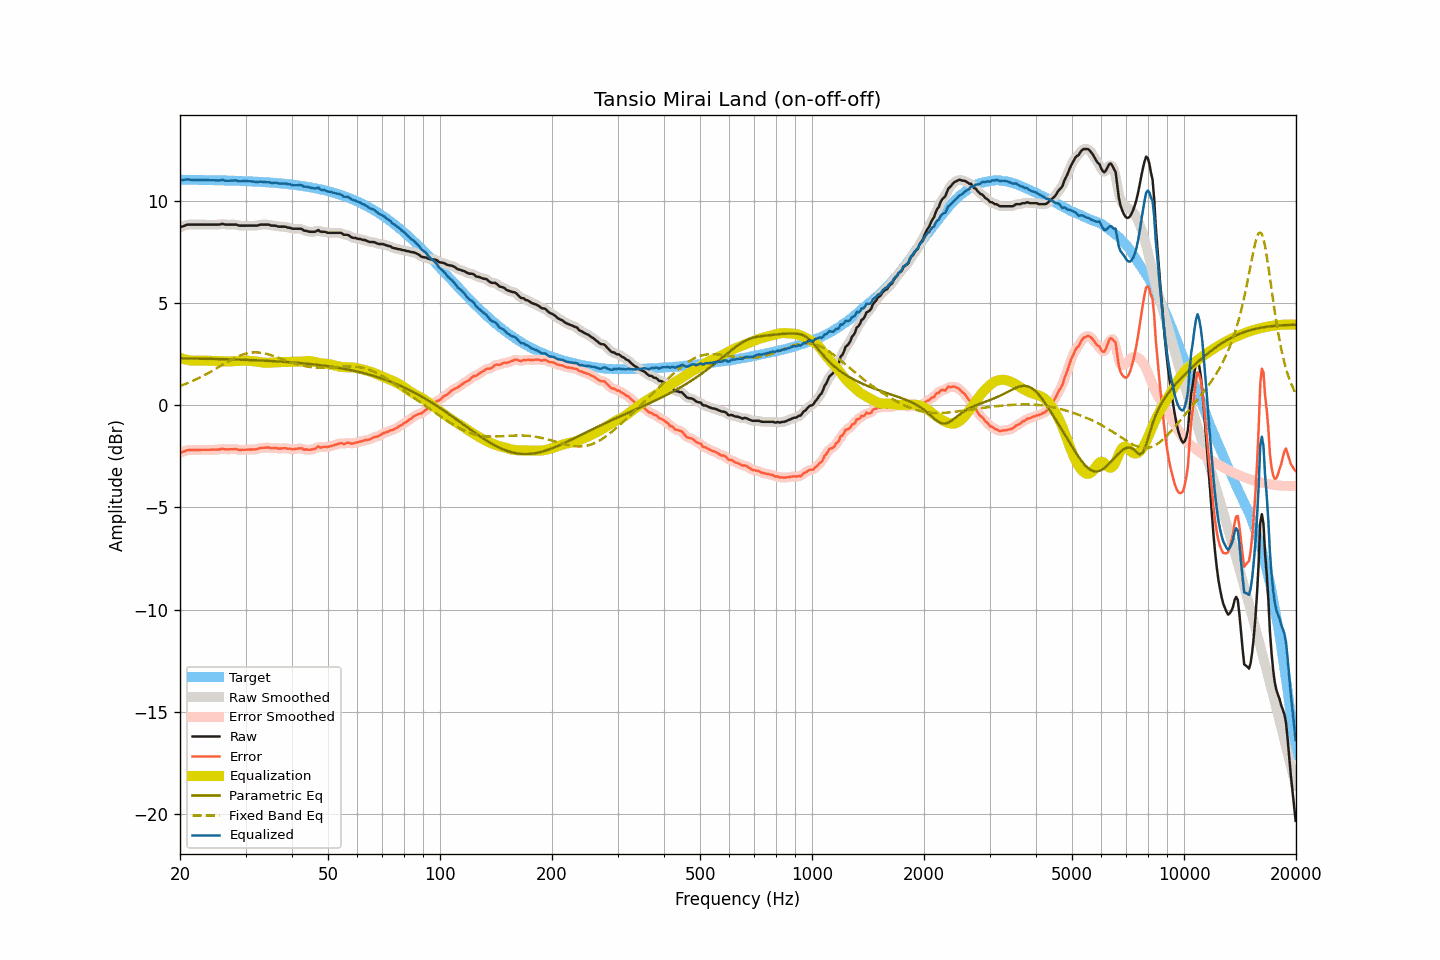 Tansio Mirai Land (on-off-off)
Amplitude (dBr)
10
5
0
−5
−10
−15
−20
Target
Raw Smoothed
Error Smoothed
Raw
Error
Equalization
Parametric Eq
Fixed Band Eq
Equalized
20 50 100 200 500 1000 2000 5000 10000 20000
Frequency (Hz)